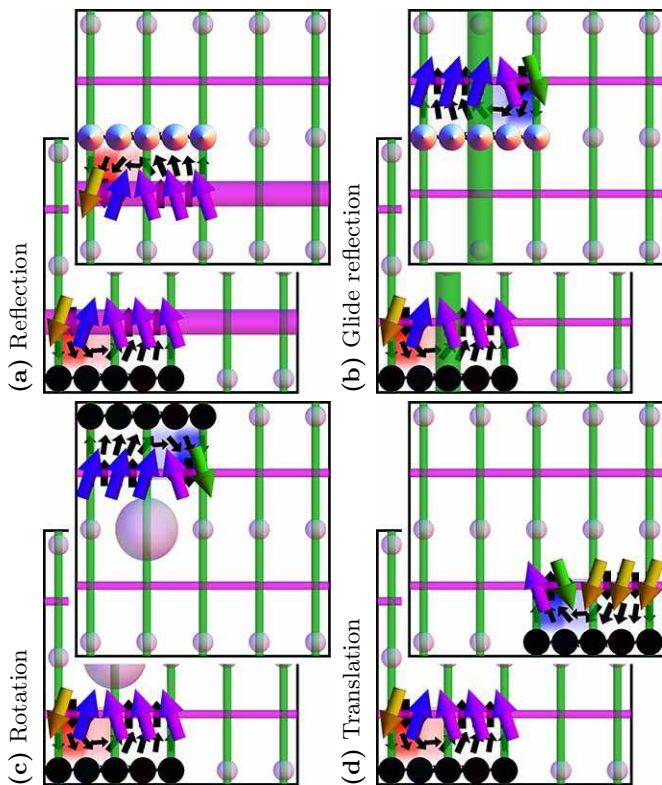 (a) Reflection
(b) Glide reflection
(c) Rotation
(d) Translation